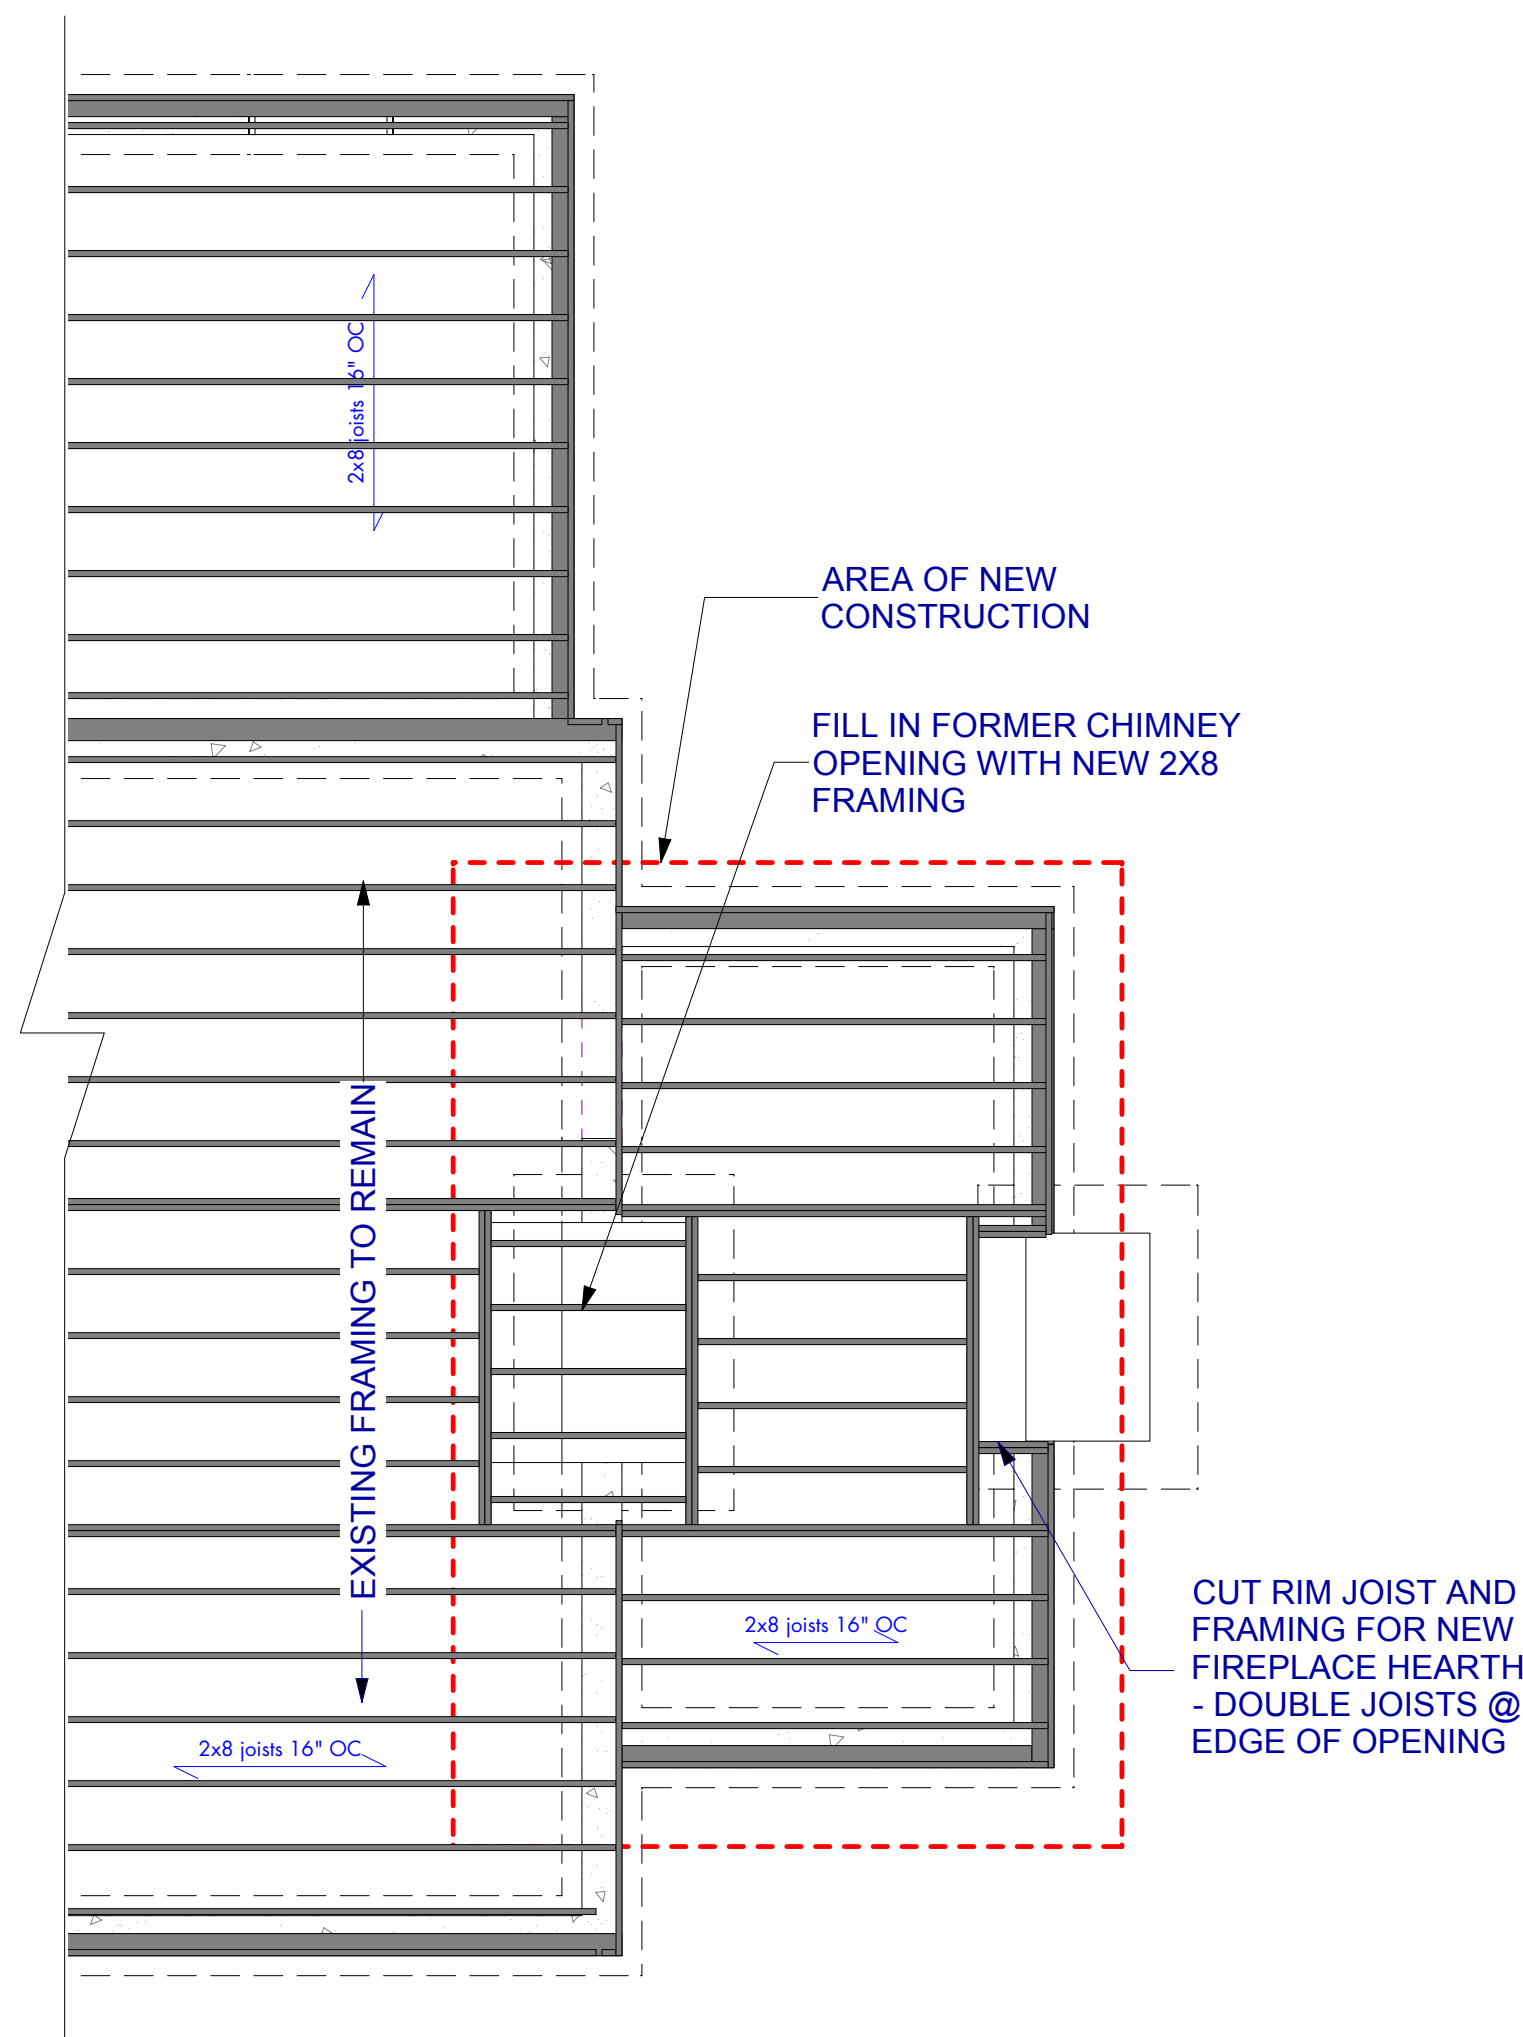 2x8 joists 16" OC
AREA OF NEW
CONSTRUCTION
FILL IN FORMER CHIMNEY
OPENING WITH NEW 2X8
FRAMING
EXISTING FRAMING TO REMAIN
CUT RIM JOIST AND
FRAMING FOR NEW
FIREPLACE HEARTH
- DOUBLE JOISTS @
EDGE OF OPENING
2x8 joists 16" OC
2x8 joists 16" OC